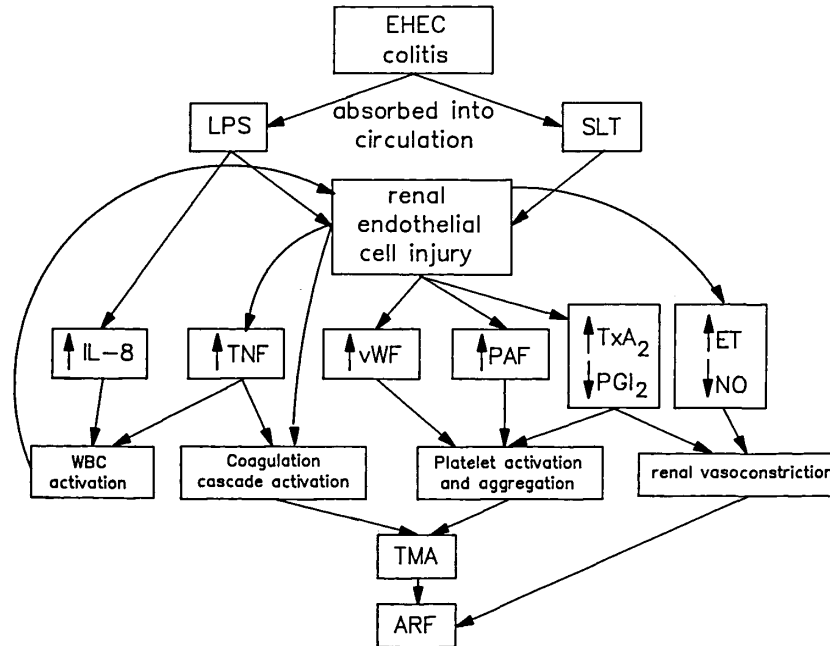 EHEC
colitis
LPS
absorbed into
circulation
SLT
renal
endothelial
cell injury
↑ IL-8
↑ TNF
↑ vWF
↑ PAF
↑ TxA₂
↓ PGI₂
↑ ET
↓ NO
WBC
activation
Coagulation
cascade activation
Platelet activation
and aggregation
renal vasoconstriction
TMA
ARF